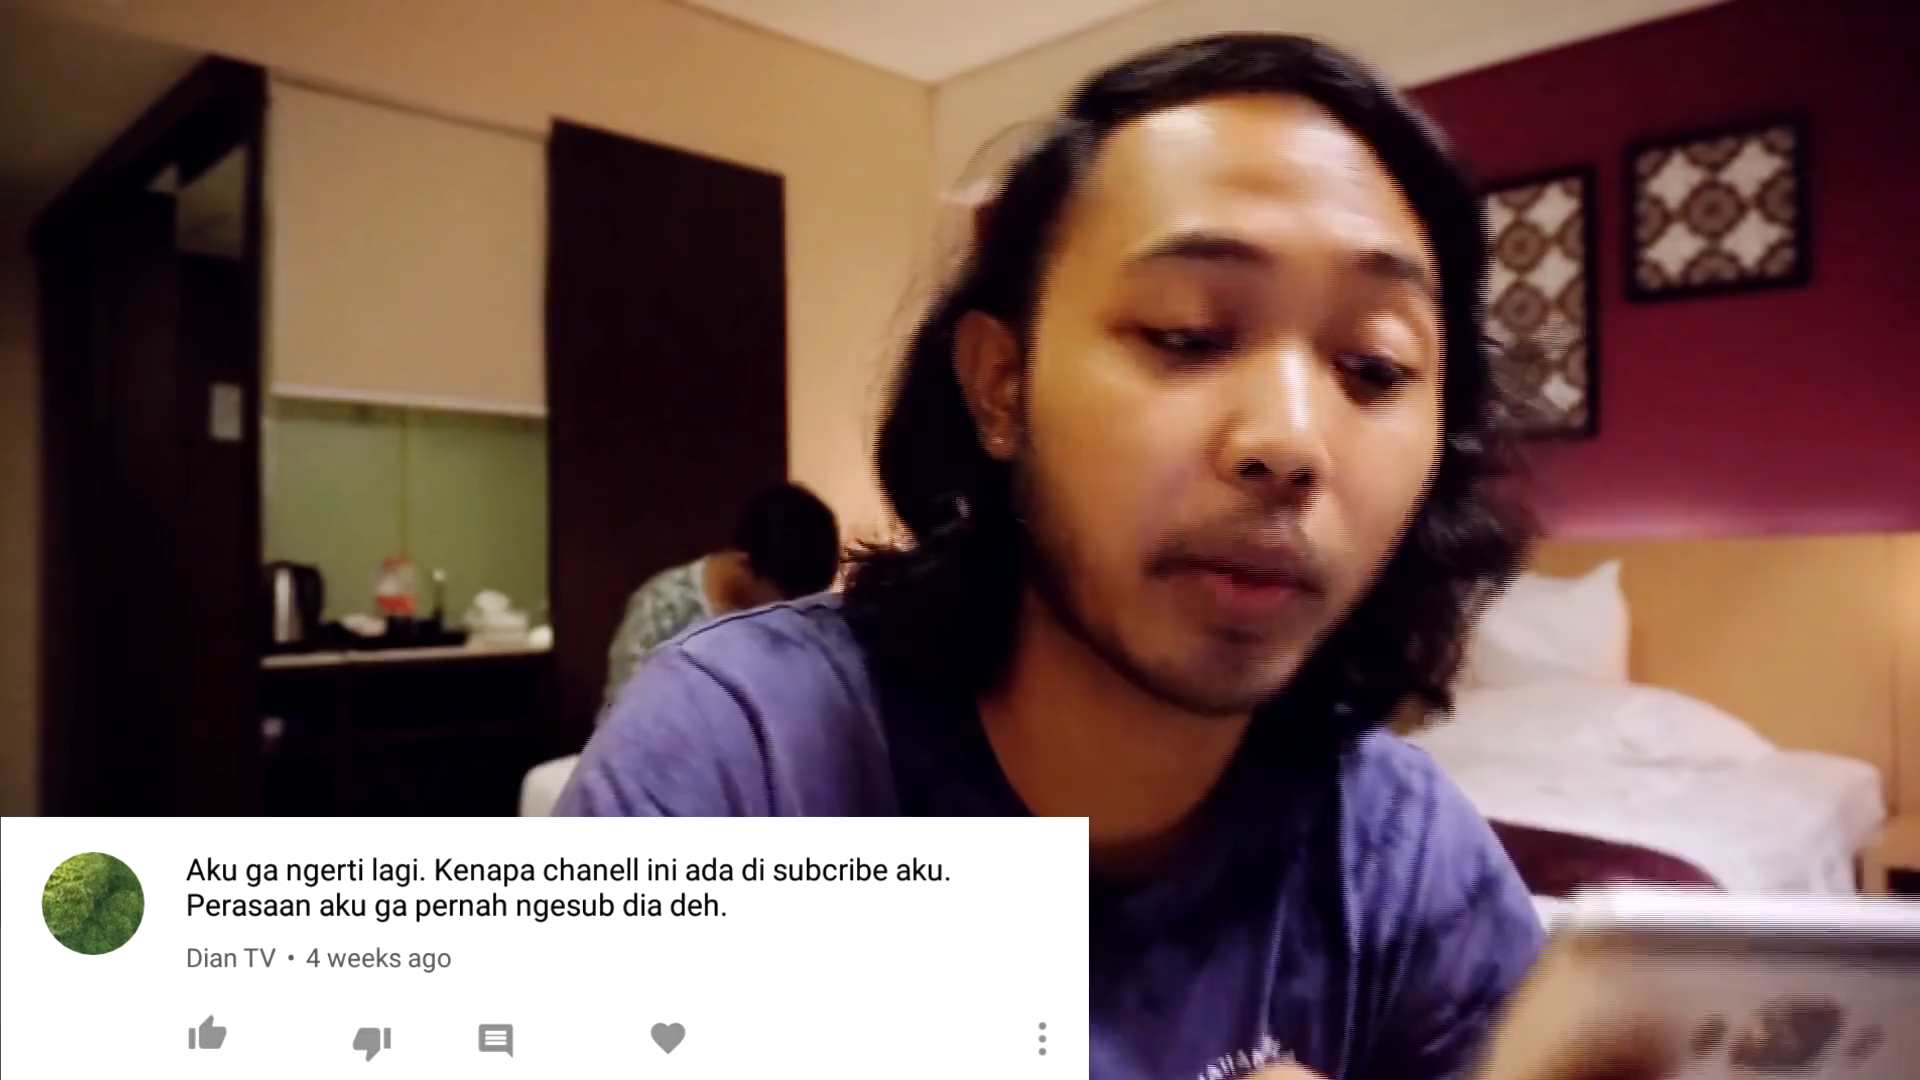 Aku ga ngerti lagi. Kenapa chanell ini ada di subcribe aku.
Perasaan aku ga pernah ngesub dia deh.
Dian TV • 4 weeks ago